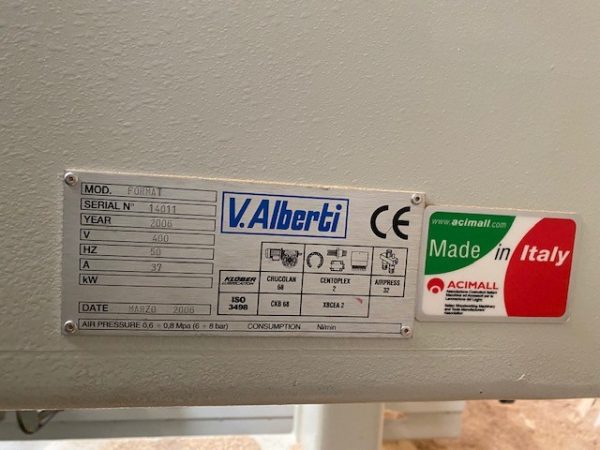 MOD. FORMAT
SERIAL N° 14011
YEAR 2006
V 400
HZ 50
A 37
kW
DATE MARZO 2006
AIR PRESSURE 0,6 ÷ 0,8 Mpa (6 ÷ 8 bar) CONSUMPTION Nl/min
V.Alberti
CE
KLÜBER LUBRICATION
CRUCOLAN 68
CENTOPLEX 2
AIRPRESS 32
ISO 3498
CKB 68
XBCEA 2
www.acimall.com
Made in Italy
ACIMALL